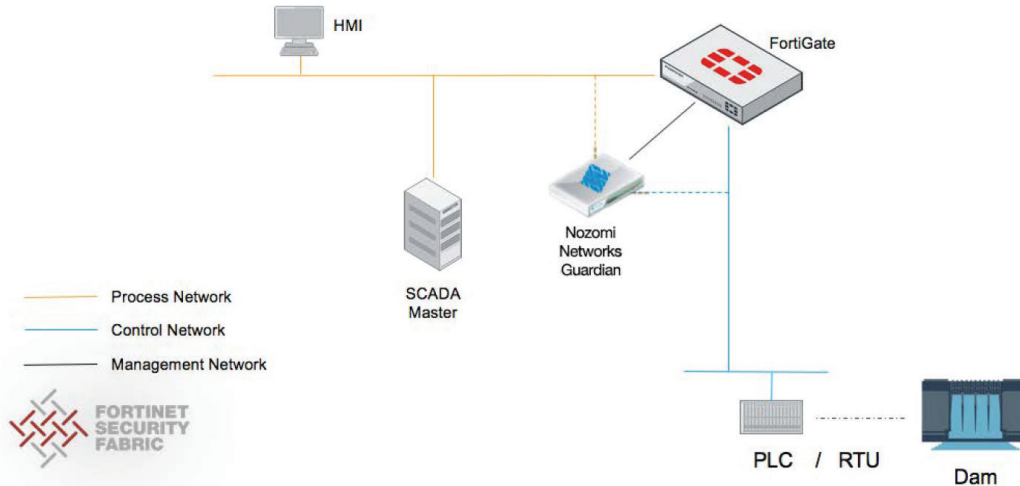 HMI
FortiGate
Nozomi
Networks
Guardian
SCADA
Master
Process Network
Control Network
Management Network
FORTINET
SECURITY
FABRIC
PLC / RTU
Dam